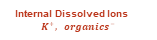 Internal Dissolved Ions
K⁺, organics⁻